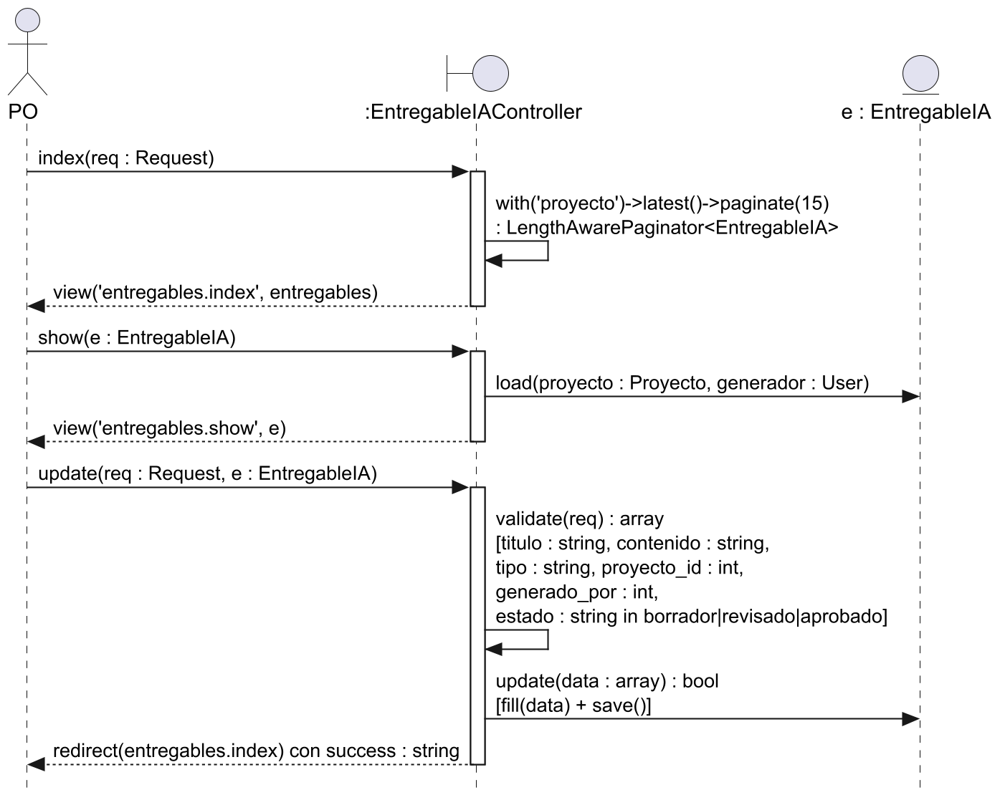 PO
:EntregableIAController
e : EntregableIA
index(req : Request)
with('proyecto')->latest()->paginate(15)
: LengthAwarePaginator<EntregableIA>
view('entregables.index', entregables)
show(e : EntregableIA)
load(proyecto : Proyecto, generador : User)
view('entregables.show', e)
update(req : Request, e : EntregableIA)
validate(req) : array
[titulo : string, contenido : string,
tipo : string, proyecto_id : int,
generado_por : int,
estado : string in borrador|revisado|aprobado]
update(data : array) : bool
[fill(data) + save()]
redirect(entregables.index) con success : string